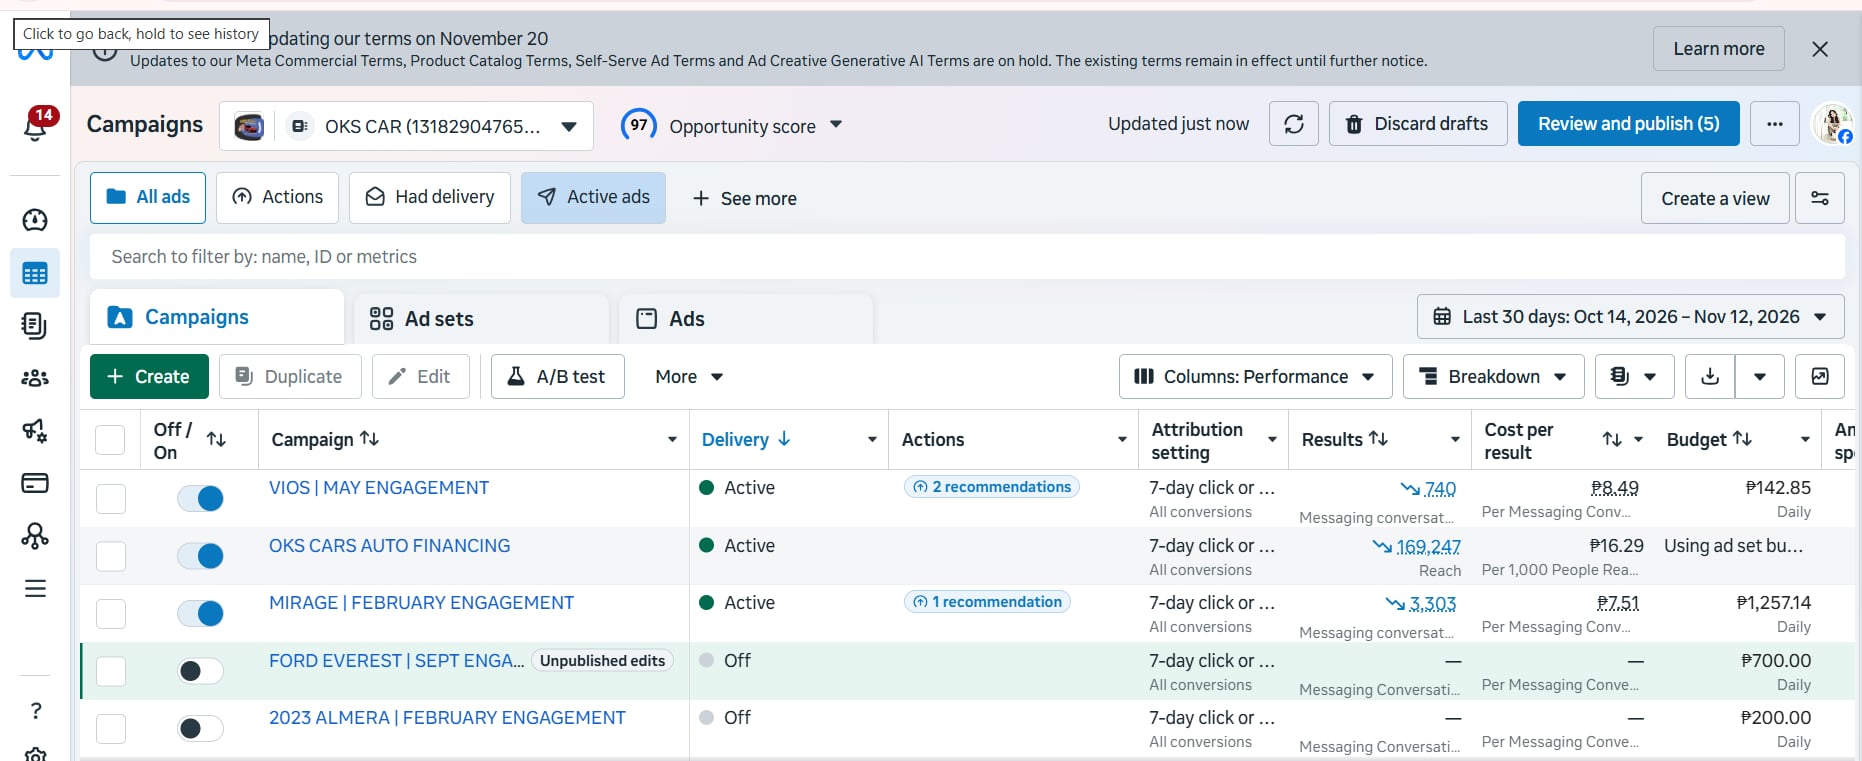 Click to go back, hold to see history
pdating our terms on November 20
Updates to our Meta Commercial Terms, Product Catalog Terms, Self-Serve Ad Terms and Ad Creative Generative AI Terms are on hold. The existing terms remain in effect until further notice.
Learn more
14
Campaigns
OKS CAR (13182904765...
97
Opportunity score
Updated just now
Discard drafts
Review and publish (5)
All ads
Actions
Had delivery
Active ads
See more
Create a view
Search to filter by: name, ID or metrics
Campaigns
Ad sets
Ads
Last 30 days: Oct 14, 2026 – Nov 12, 2026
+ Create
Duplicate
Edit
A/B test
More
Columns: Performance
Breakdown
Off / On
Campaign
Delivery ↓
Actions
Attribution setting
Results
Cost per result
Budget
An
spe
VIOS | MAY ENGAGEMENT
Active
2 recommendations
7-day click or ...
All conversions
740
Messaging conversat...
₱8.49
Per Messaging Conv...
₱142.85
Daily
OKS CARS AUTO FINANCING
Active
7-day click or ...
All conversions
169,247
Reach
₱16.29
Per 1,000 People Rea...
Using ad set bu...
MIRAGE | FEBRUARY ENGAGEMENT
Active
1 recommendation
7-day click or ...
All conversions
3,303
Messaging conversat...
₱7.51
Per Messaging Conv...
₱1,257.14
Daily
FORD EVEREST | SEPT ENGA...
Unpublished edits
Off
7-day click or ...
All conversions
—
Messaging Conversati...
—
Per Messaging Conve...
₱700.00
Daily
2023 ALMERA | FEBRUARY ENGAGEMENT
Off
7-day click or ...
All conversions
—
Messaging Conversati...
—
Per Messaging Conve...
₱200.00
Daily